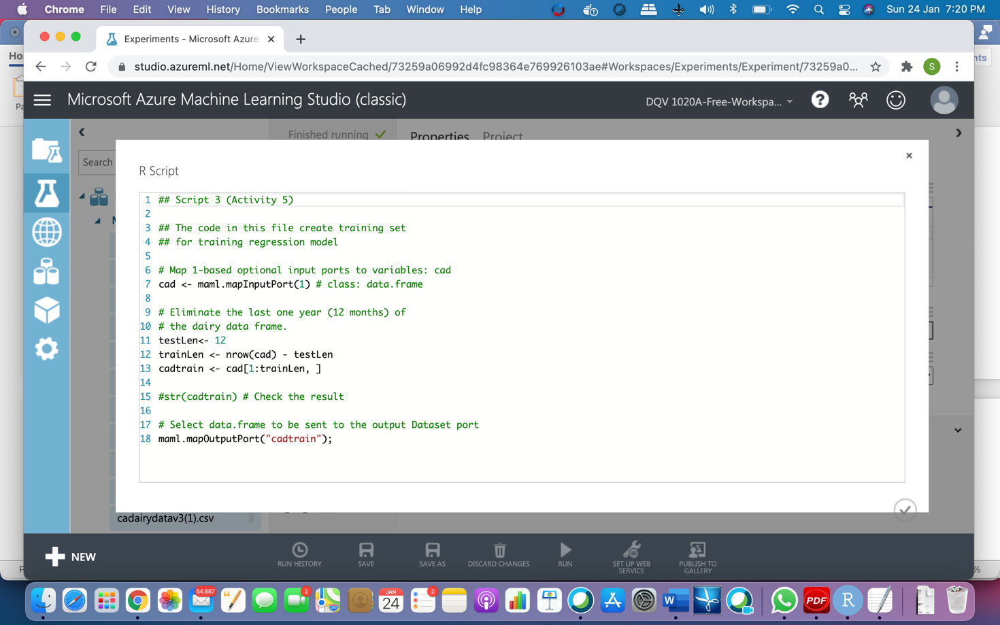 Chrome File Edit View History Bookmarks People Tab Window Help Sun 24 Jan 7:20 PM
Experiments - Microsoft Azure
studio.azureml.net/Home/ViewWorkspaceCached/73259a06992d4fc98364e769926103ae#Workspaces/Experiments/Experiment/73259a0... S
Microsoft Azure Machine Learning Studio (classic) DQV 1020A-Free-Workspa...
Finished running Properties Project
Search
R Script
1 ## Script 3 (Activity 5)
2
3 ## The code in this file create training set
4 ## for training regression model
5
6 # Map 1-based optional input ports to variables: cad
7 cad <- maml.mapInputPort(1) # class: data.frame
8
9 # Eliminate the last one year (12 months) of
10 # the dairy data frame.
11 testLen<- 12
12 trainLen <- nrow(cad) - testLen
13 cadtrain <- cad[1:trainLen, ]
14
15 #str(cadtrain) # Check the result
16
17 # Select data.frame to be sent to the output Dataset port
18 maml.mapOutputPort("cadtrain");
cadairydatav3(1).csv
NEW
RUN HISTORY
SAVE
SAVE AS
DISCARD CHANGES
RUN
SET UP WEB
SERVICE
PUBLISH TO
GALLERY
54,887
2
JAN
24
2
W
PDF
R